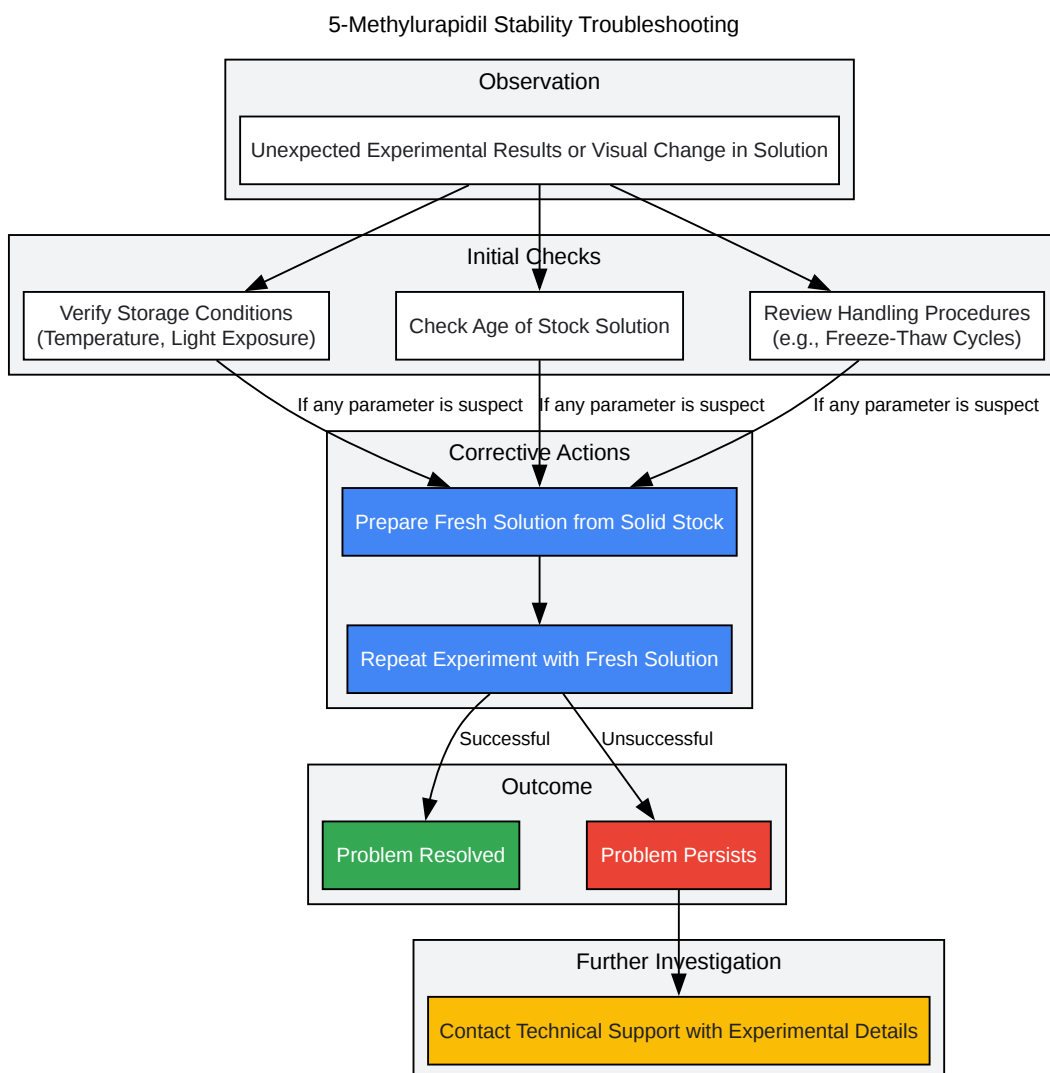 5-Methylurapidil Stability Troubleshooting
Observation
Unexpected Experimental Results or Visual Change in Solution
Initial Checks
Verify Storage Conditions
(Temperature, Light Exposure)
Check Age of Stock Solution
Review Handling Procedures
(e.g., Freeze-Thaw Cycles)
If any parameter is suspect
If any parameter is suspect
If any parameter is suspect
Corrective Actions
Prepare Fresh Solution from Solid Stock
Repeat Experiment with Fresh Solution
Successful
Unsuccessful
Outcome
Problem Resolved
Problem Persists
Further Investigation
Contact Technical Support with Experimental Details